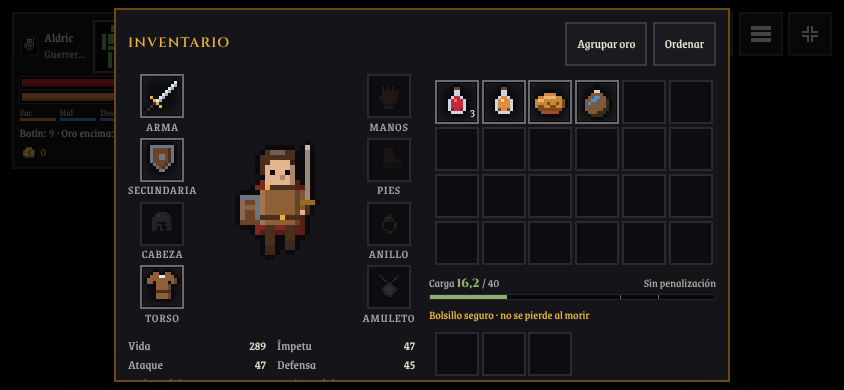 Aldric
Guerrer...
Sac
Hid
Botín: 9 · Oro encima:
0
INVENTARIO
Agrupar oro
Ordenar
ARMA
SECUNDARIA
CABEZA
TORSO
MANOS
PIES
ANILLO
AMULETO
3
Carga 16,2 / 40
Sin penalización
Bolsillo seguro · no se pierde al morir
Vida 289 Ímpetu 47
Ataque 47 Defensa 45